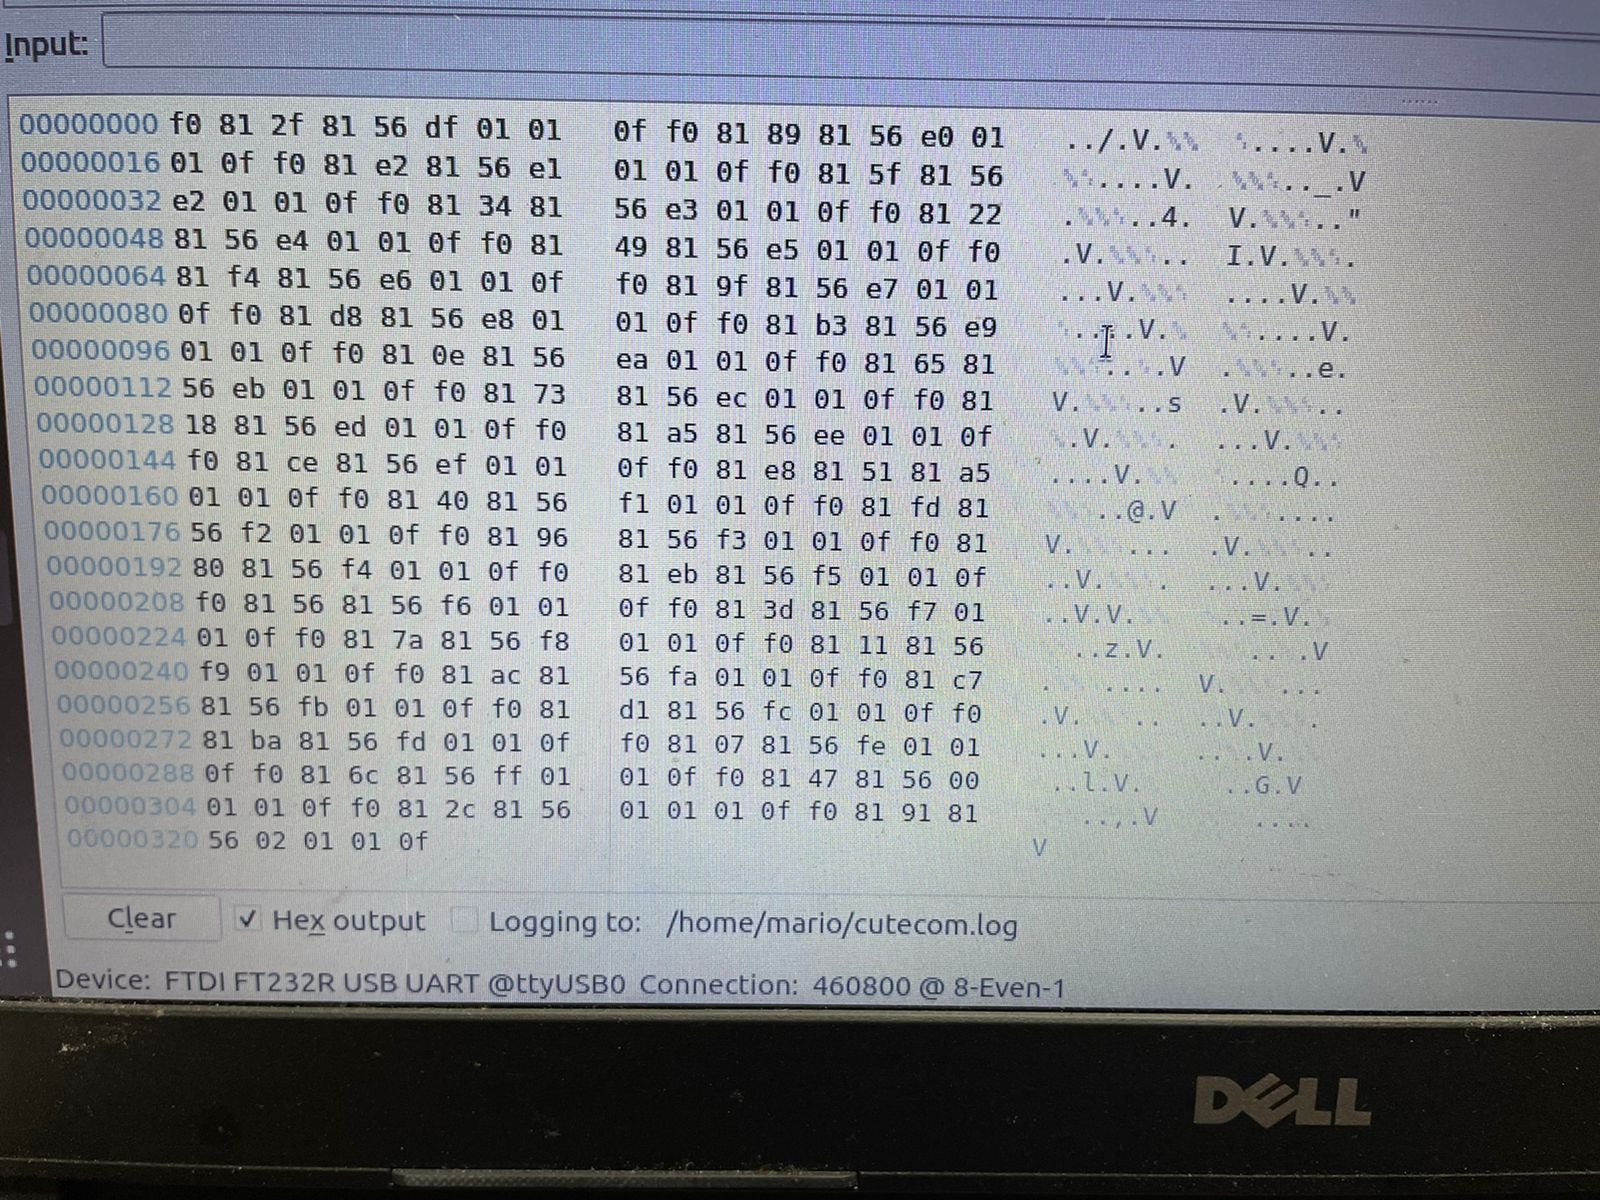 Input:
00000000 f0 81 2f 81 56 df 01 01 0f f0 81 89 81 56 e0 01 ../.V. ....V.
00000016 01 0f f0 81 e2 81 56 e1 01 01 0f f0 81 5f 81 56 ....V. .._.V
00000032 e2 01 01 0f f0 81 34 81 56 e3 01 01 0f f0 81 22 . ..4. V. .."
00000048 81 56 e4 01 01 0f f0 81 49 81 56 e5 01 01 0f f0 .V. .. I.V. .
00000064 81 f4 81 56 e6 01 01 0f f0 81 9f 81 56 e7 01 01 ...V. ....V.
00000080 0f f0 81 d8 81 56 e8 01 01 0f f0 81 b3 81 56 e9 ....V. ....V.
00000096 01 01 0f f0 81 0e 81 56 ea 01 01 0f f0 81 65 81 .. .V . ..e.
00000112 56 eb 01 01 0f f0 81 73 81 56 ec 01 01 0f f0 81 V. ..s .V. ..
00000128 18 81 56 ed 01 01 0f f0 81 a5 81 56 ee 01 01 0f .V. . ...V.
00000144 f0 81 ce 81 56 ef 01 01 0f f0 81 e8 81 51 81 a5 ....V. ....Q..
00000160 01 01 0f f0 81 40 81 56 f1 01 01 0f f0 81 fd 81 ..@.V . ....
00000176 56 f2 01 01 0f f0 81 96 81 56 f3 01 01 0f f0 81 V. ... .V. ..
00000192 80 81 56 f4 01 01 0f f0 81 eb 81 56 f5 01 01 0f ..V. . ...V.
00000208 f0 81 56 81 56 f6 01 01 0f f0 81 3d 81 56 f7 01 ..V.V. ..=.V.
00000224 01 0f f0 81 7a 81 56 f8 01 01 0f f0 81 11 81 56 ..z.V. .. .V
00000240 f9 01 01 0f f0 81 ac 81 56 fa 01 01 0f f0 81 c7 . .... V. ...
00000256 81 56 fb 01 01 0f f0 81 d1 81 56 fc 01 01 0f f0 .V. .. ..V. .
00000272 81 ba 81 56 fd 01 01 0f f0 81 07 81 56 fe 01 01 ...V. .. .V.
00000288 0f f0 81 6c 81 56 ff 01 01 0f f0 81 47 81 56 00 ..l.V. ..G.V
00000304 01 01 0f f0 81 2c 81 56 01 01 01 0f f0 81 91 81 ..,.V ....
00000320 56 02 01 01 0f V
Clear ✓ Hex output Logging to: /home/mario/cutecom.log
Device: FTDI FT232R USB UART @ttyUSB0 Connection: 460800 @ 8-Even-1
DELL